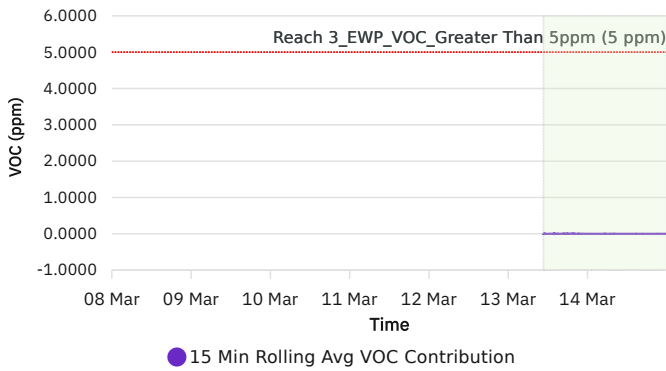 6.0000
Reach 3_EWP_VOC_Greater Than 5ppm (5 ppm)
5.0000
4.0000
3.0000
2.0000
1.0000
0.0000
-1.0000
VOC (ppm)
08 Mar 09 Mar 10 Mar 11 Mar 12 Mar 13 Mar 14 Mar
Time
15 Min Rolling Avg VOC Contribution